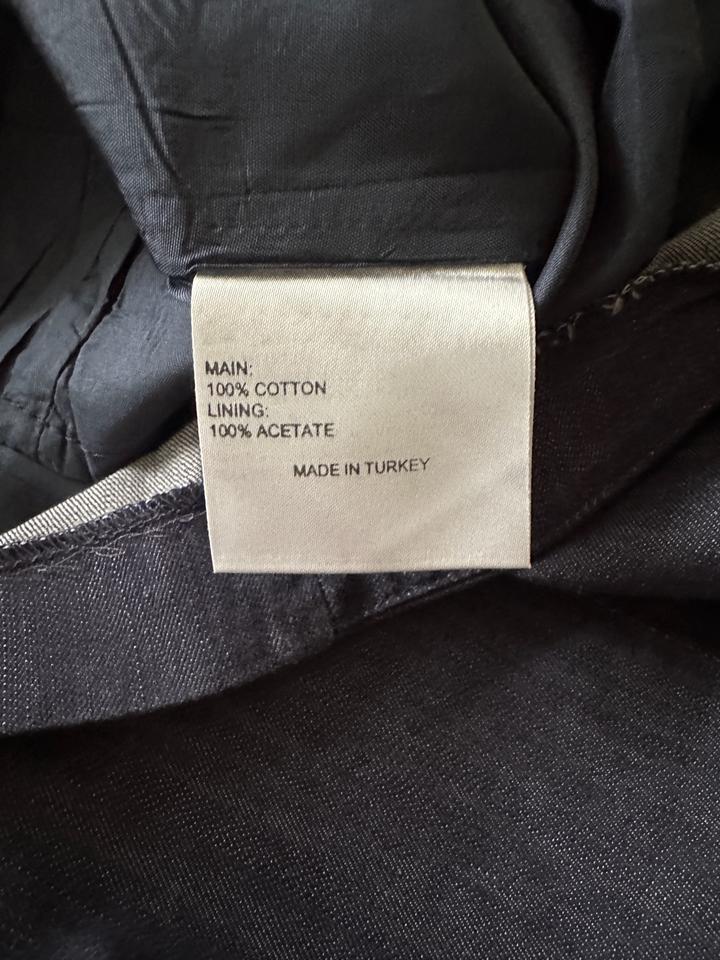 MAIN:
100% COTTON
LINING:
100% ACETATE
MADE IN TURKEY